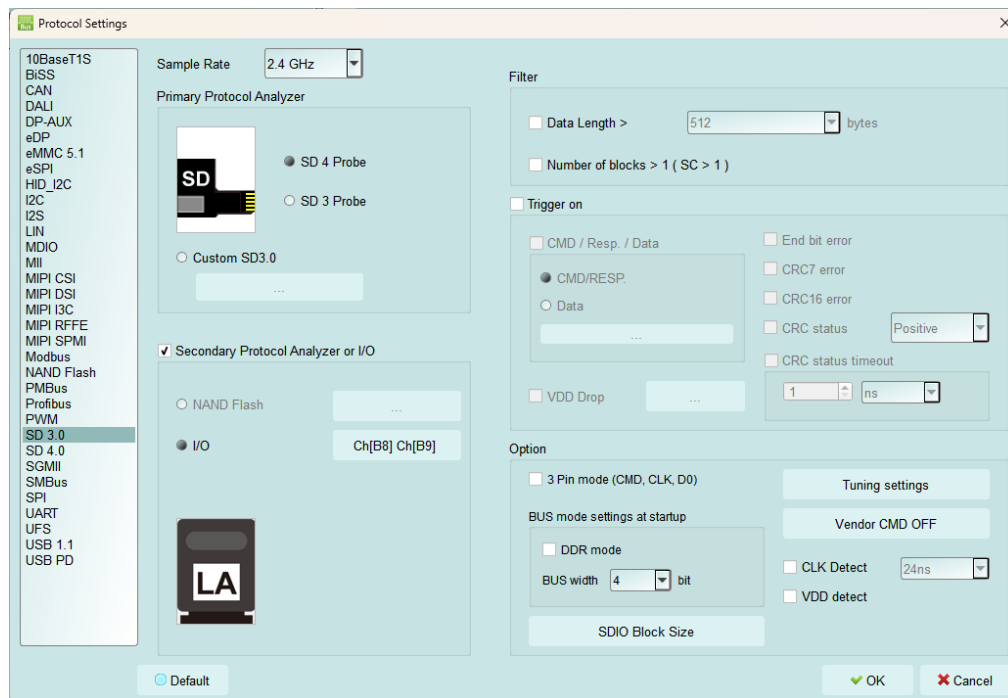 Protocol Settings
10BaseT1S
BiSS
CAN
DALI
DP-AUX
eDP
eMMC 5.1
eSPI
HID_I2C
I2C
I2S
LIN
MDIO
MII
MIPI CSI
MIPI DSI
MIPI I3C
MIPI RFFE
MIPI SPMI
Modbus
NAND Flash
PMBus
Profibus
PWM
SD 3.0
SD 4.0
SGMII
SMBus
SPI
UART
UFS
USB 1.1
USB PD
Sample Rate 2.4 GHz
Primary Protocol Analyzer
SD
SD 4 Probe
SD 3 Probe
Custom SD3.0
...
Secondary Protocol Analyzer or I/O
NAND Flash ...
I/O Ch[B8] Ch[B9]
LA
Filter
Data Length > 512 bytes
Number of blocks > 1 ( SC > 1 )
Trigger on
CMD / Resp. / Data
CMD/RESP.
Data
...
VDD Drop ...
End bit error
CRC7 error
CRC16 error
CRC status Positive
CRC status timeout
1 ns
Option
3 Pin mode (CMD, CLK, D0)
BUS mode settings at startup
DDR mode
BUS width 4 bit
SDIO Block Size
Tuning settings
Vendor CMD OFF
CLK Detect 24ns
VDD detect
Default
OK
Cancel